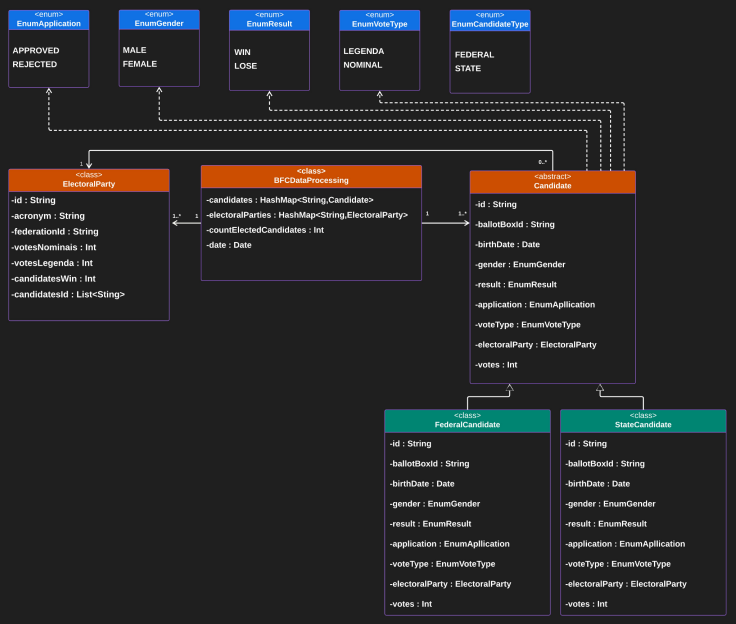 <enum>
EnumApplication
APPROVED
REJECTED
<enum>
EnumGender
MALE
FEMALE
<enum>
EnumResult
WIN
LOSE
<enum>
EnumVoteType
LEGENDA
NOMINAL
<enum>
EnumCandidateType
FEDERAL
STATE
1
0..*
<class>
ElectoralParty
-id : String
-acronym : String
-federationId : String
-votesNominais : Int
-votesLegenda : Int
-candidatesWin : Int
-candidatesId : List<Sting>
1..*
1
<class>
BFCDataProcessing
-candidates : HashMap<String,Candidate>
-electoralParties : HashMap<String,ElectoralParty>
-countElectedCandidates : Int
-date : Date
1
1..*
<abstract>
Candidate
-id : String
-ballotBoxId : String
-birthDate : Date
-gender : EnumGender
-result : EnumResult
-application : EnumApllication
-voteType : EnumVoteType
-electoralParty : ElectoralParty
-votes : Int
<class>
FederalCandidate
-id : String
-ballotBoxId : String
-birthDate : Date
-gender : EnumGender
-result : EnumResult
-application : EnumApllication
-voteType : EnumVoteType
-electoralParty : ElectoralParty
-votes : Int
<class>
StateCandidate
-id : String
-ballotBoxId : String
-birthDate : Date
-gender : EnumGender
-result : EnumResult
-application : EnumApllication
-voteType : EnumVoteType
-electoralParty : ElectoralParty
-votes : Int